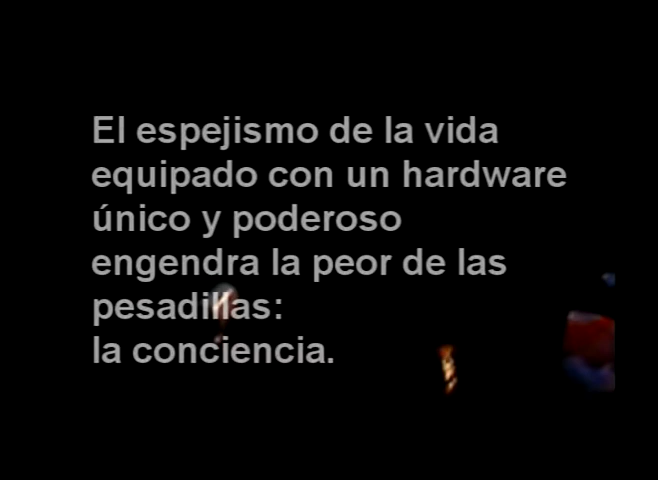 El espejismo de la vida
equipado con un hardware
único y poderoso
engendra la peor de las
pesadillas:
la conciencia.